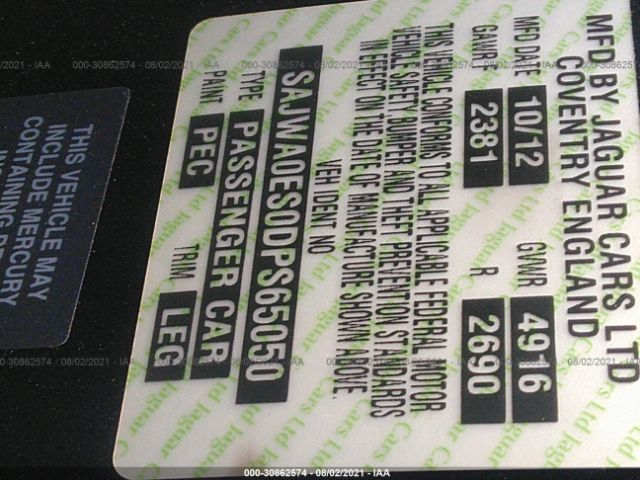 MFD BY JAGUAR CARS LTD
COVENTRY ENGLAND
MFD DATE 10/12 GVWR 4916
GAWR F 2381 R 2690
THIS VEHICLE CONFORMS TO ALL APPLICABLE FEDERAL MOTOR
VEHICLE SAFETY BUMPER AND THEFT PREVENTION STANDARDS
IN EFFECT ON THE DATE OF MANUFACTURE SHOWN ABOVE.
VEH IDENT NO
SAJWA0ES0DPS65050
TYPE PASSENGER CAR
PAINT PEC TRIM LEG
THIS VEHICLE MAY
INCLUDE MERCURY
CONTAINING
000-30862574 - 08/02/2021 - IAA